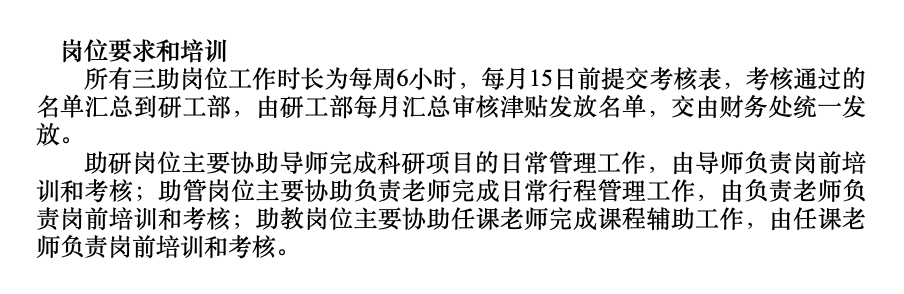 岗位要求和培训
所有三助岗位工作时长为每周6小时，每月15日前提交考核表，考核通过的
名单汇总到研工部，由研工部每月汇总审核津贴发放名单，交由财务处统一发
放。
助研岗位主要协助导师完成科研项目的日常管理工作，由导师负责岗前培
训和考核；助管岗位主要协助负责老师完成日常行程管理工作，由负责老师负
责岗前培训和考核；助教岗位主要协助任课老师完成课程辅助工作，由任课老
师负责岗前培训和考核。